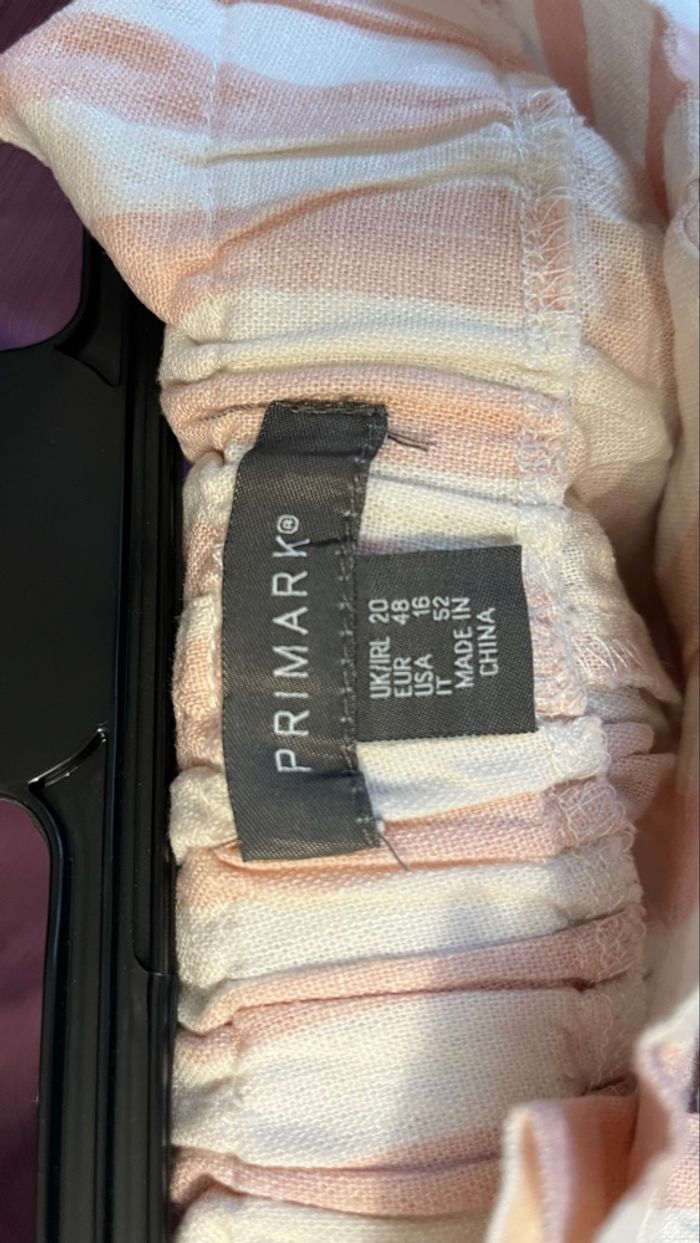 PRIMARK®
UK/IRL 20
EUR 48
USA 16
IT 52
MADE IN
CHINA